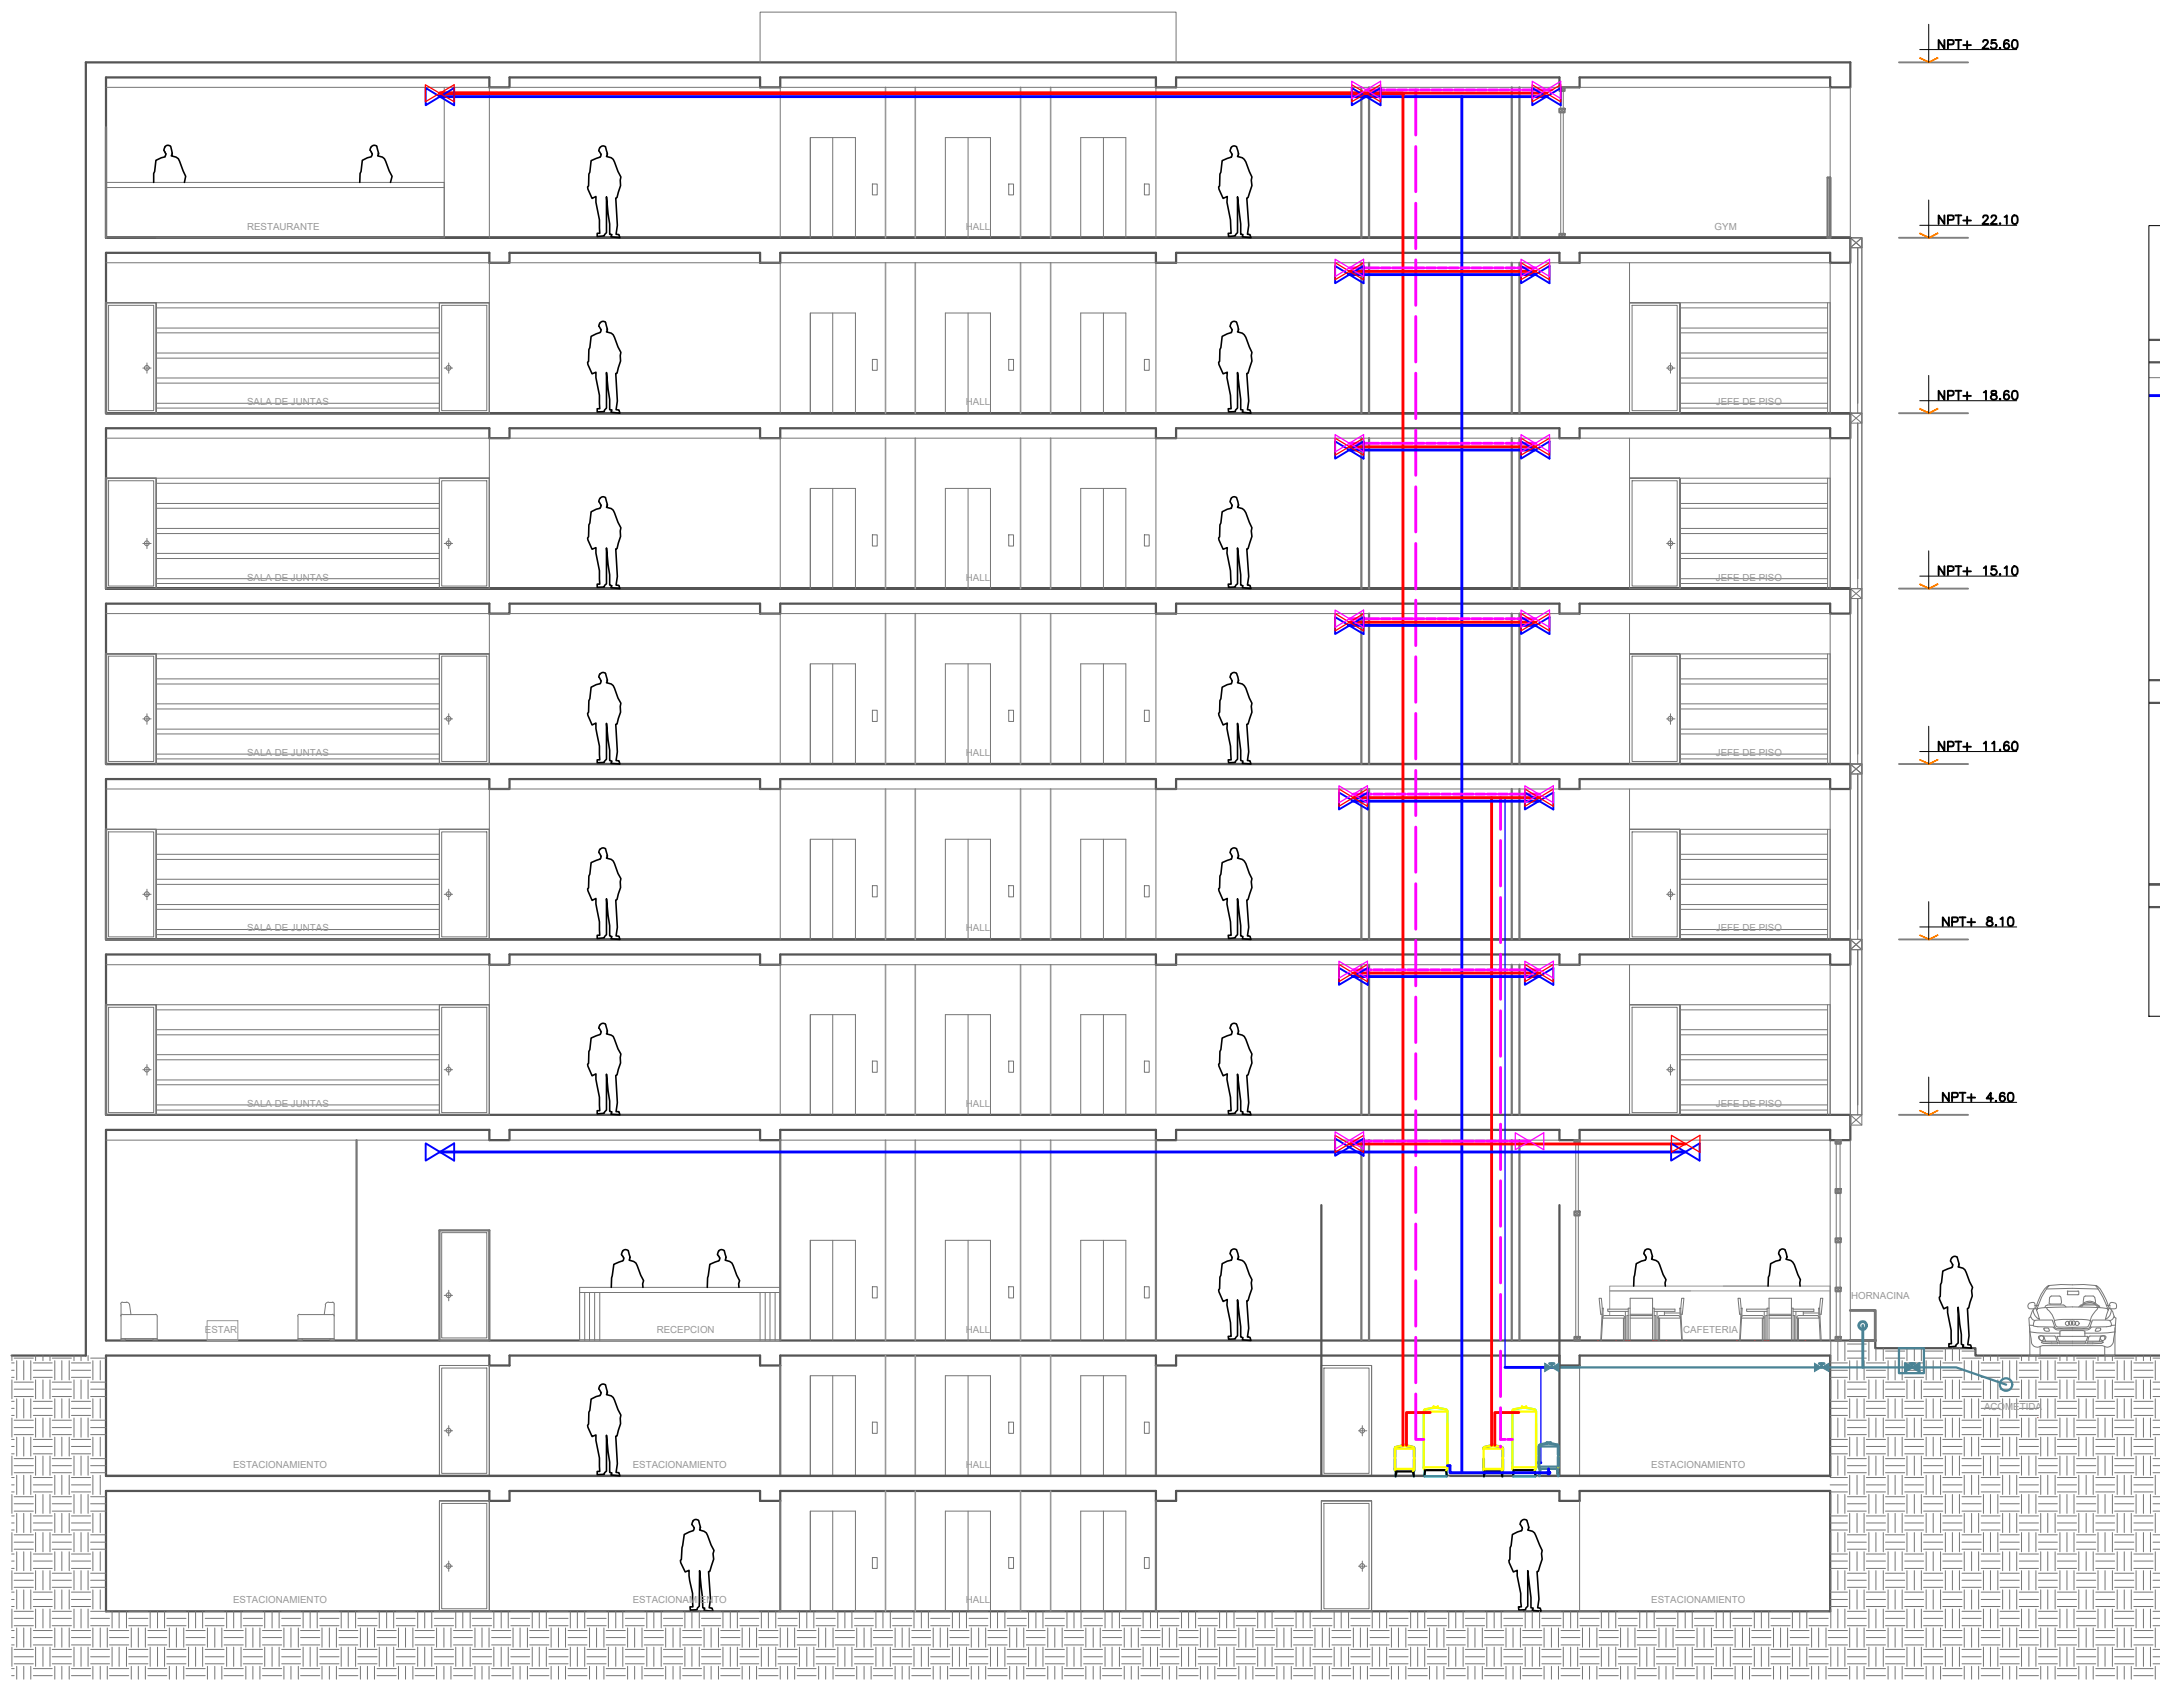 NPT+ 25.60
RESTAURANTE
HALL
GYM
NPT+ 22.10
SALA DE JUNTAS
HALL
JEFE DE PISO
NPT+ 18.60
SALA DE JUNTAS
HALL
JEFE DE PISO
NPT+ 15.10
SALA DE JUNTAS
HALL
JEFE DE PISO
NPT+ 11.60
SALA DE JUNTAS
HALL
JEFE DE PISO
NPT+ 8.10
SALA DE JUNTAS
HALL
JEFE DE PISO
NPT+ 4.60
HORNACINA
ESTAR
RECEPCION
HALL
CAFETERIA
ACOMETIDA
ESTACIONAMIENTO
ESTACIONAMIENTO
HALL
ESTACIONAMIENTO
ESTACIONAMIENTO
ESTACIONAMIENTO
HALL
ESTACIONAMIENTO